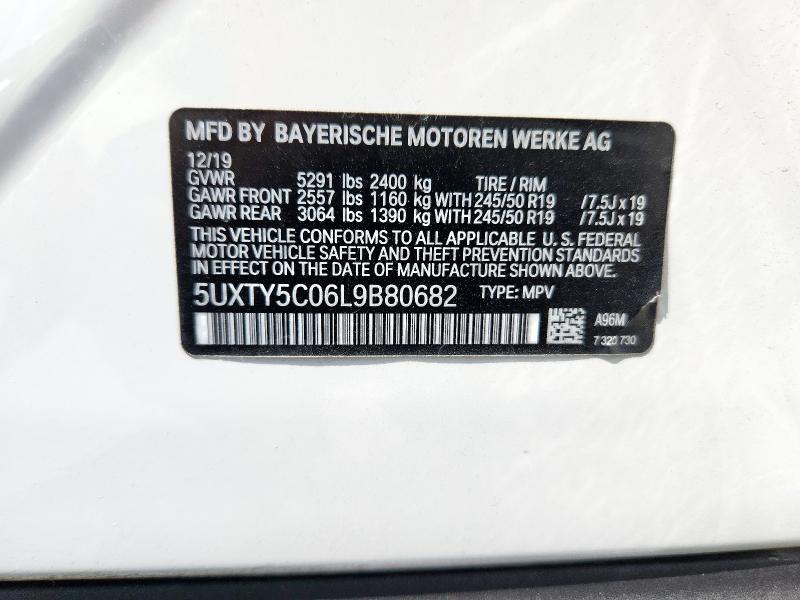 MFD BY BAYERISCHE MOTOREN WERKE AG
12/19
GVWR 5291 lbs 2400 kg TIRE / RIM
GAWR FRONT 2557 lbs 1160 kg WITH 245/50 R19 /7.5J x 19
GAWR REAR 3064 lbs 1390 kg WITH 245/50 R19 /7.5J x 19
THIS VEHICLE CONFORMS TO ALL APPLICABLE U. S. FEDERAL
MOTOR VEHICLE SAFETY AND THEFT PREVENTION STANDARDS
IN EFFECT ON THE DATE OF MANUFACTURE SHOWN ABOVE.
5UXTY5C06L9B80682 TYPE: MPV
A96M
7 320 730